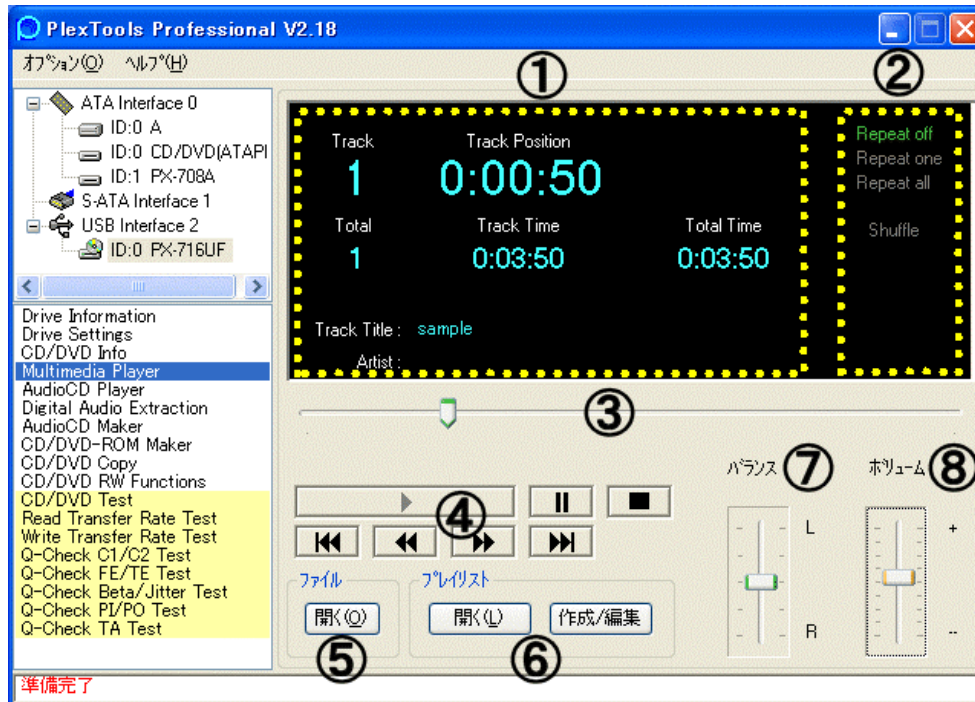 PlexTools Professional V2.18
ｵﾌﾟｼｮﾝ(O) ﾍﾙﾌﾟ(H)
① ②
ATA Interface 0
ID:0 A
ID:0 CD/DVD(ATAPI
ID:1 PX-708A
S-ATA Interface 1
USB Interface 2
ID:0 PX-716UF
Drive Information
Drive Settings
CD/DVD Info
Multimedia Player
AudioCD Player
Digital Audio Extraction
AudioCD Maker
CD/DVD-ROM Maker
CD/DVD Copy
CD/DVD RW Functions
CD/DVD Test
Read Transfer Rate Test
Write Transfer Rate Test
Q-Check C1/C2 Test
Q-Check FE/TE Test
Q-Check Beta/Jitter Test
Q-Check PI/PO Test
Q-Check TA Test
Track Track Position
1 0:00:50
Total Track Time Total Time
1 0:03:50 0:03:50
Track Title : sample
Artist :
Repeat off
Repeat one
Repeat all
Shuffle
③
④
ﾊﾞﾗﾝｽ ⑦ ﾎﾞﾘｭｰﾑ ⑧
L +
R --
ﾌｧｲﾙ ﾌﾟﾚｲﾘｽﾄ
開く(O) 開く(L) 作成/編集
⑤ ⑥
準備完了